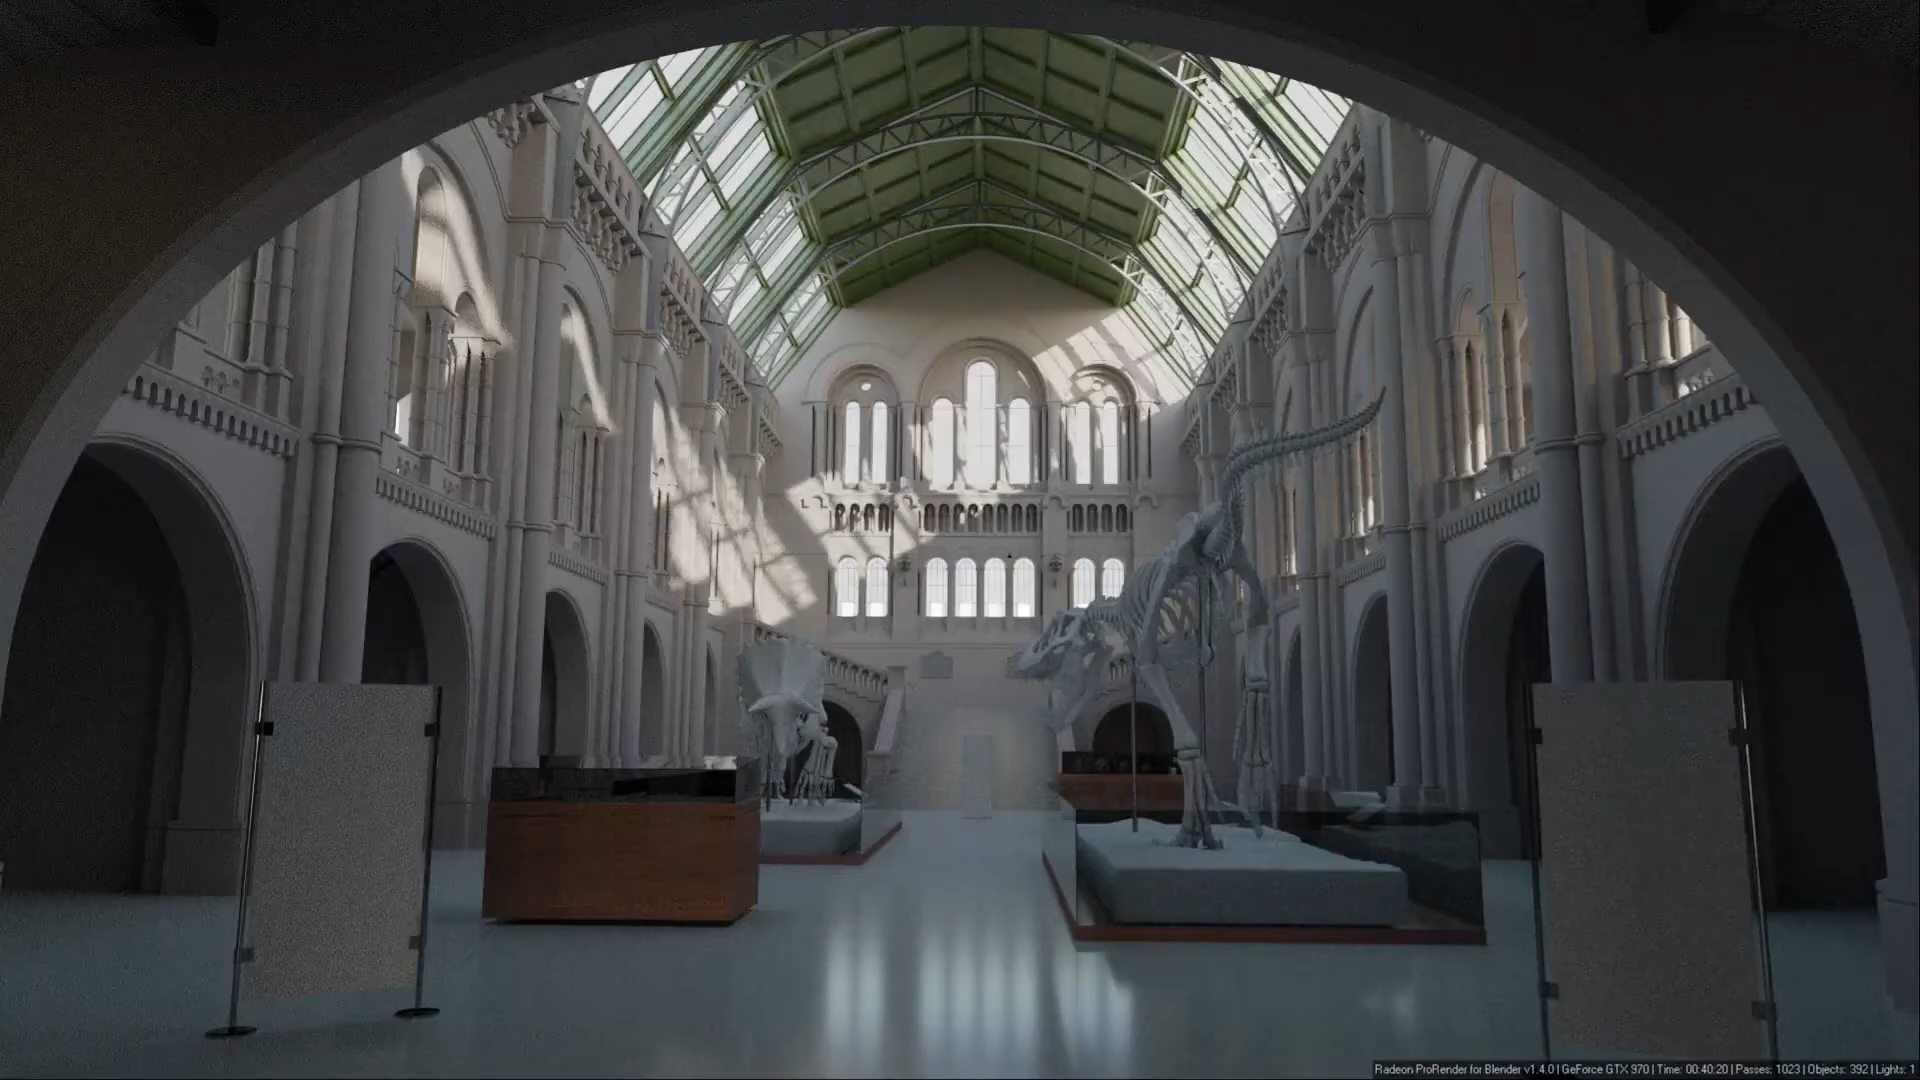 Radeon ProRender for Blender v1.4.0 | GeForce GTX 970 | Time: 00:40:20 | Passes: 1023 | Objects: 392 | Lights: 1